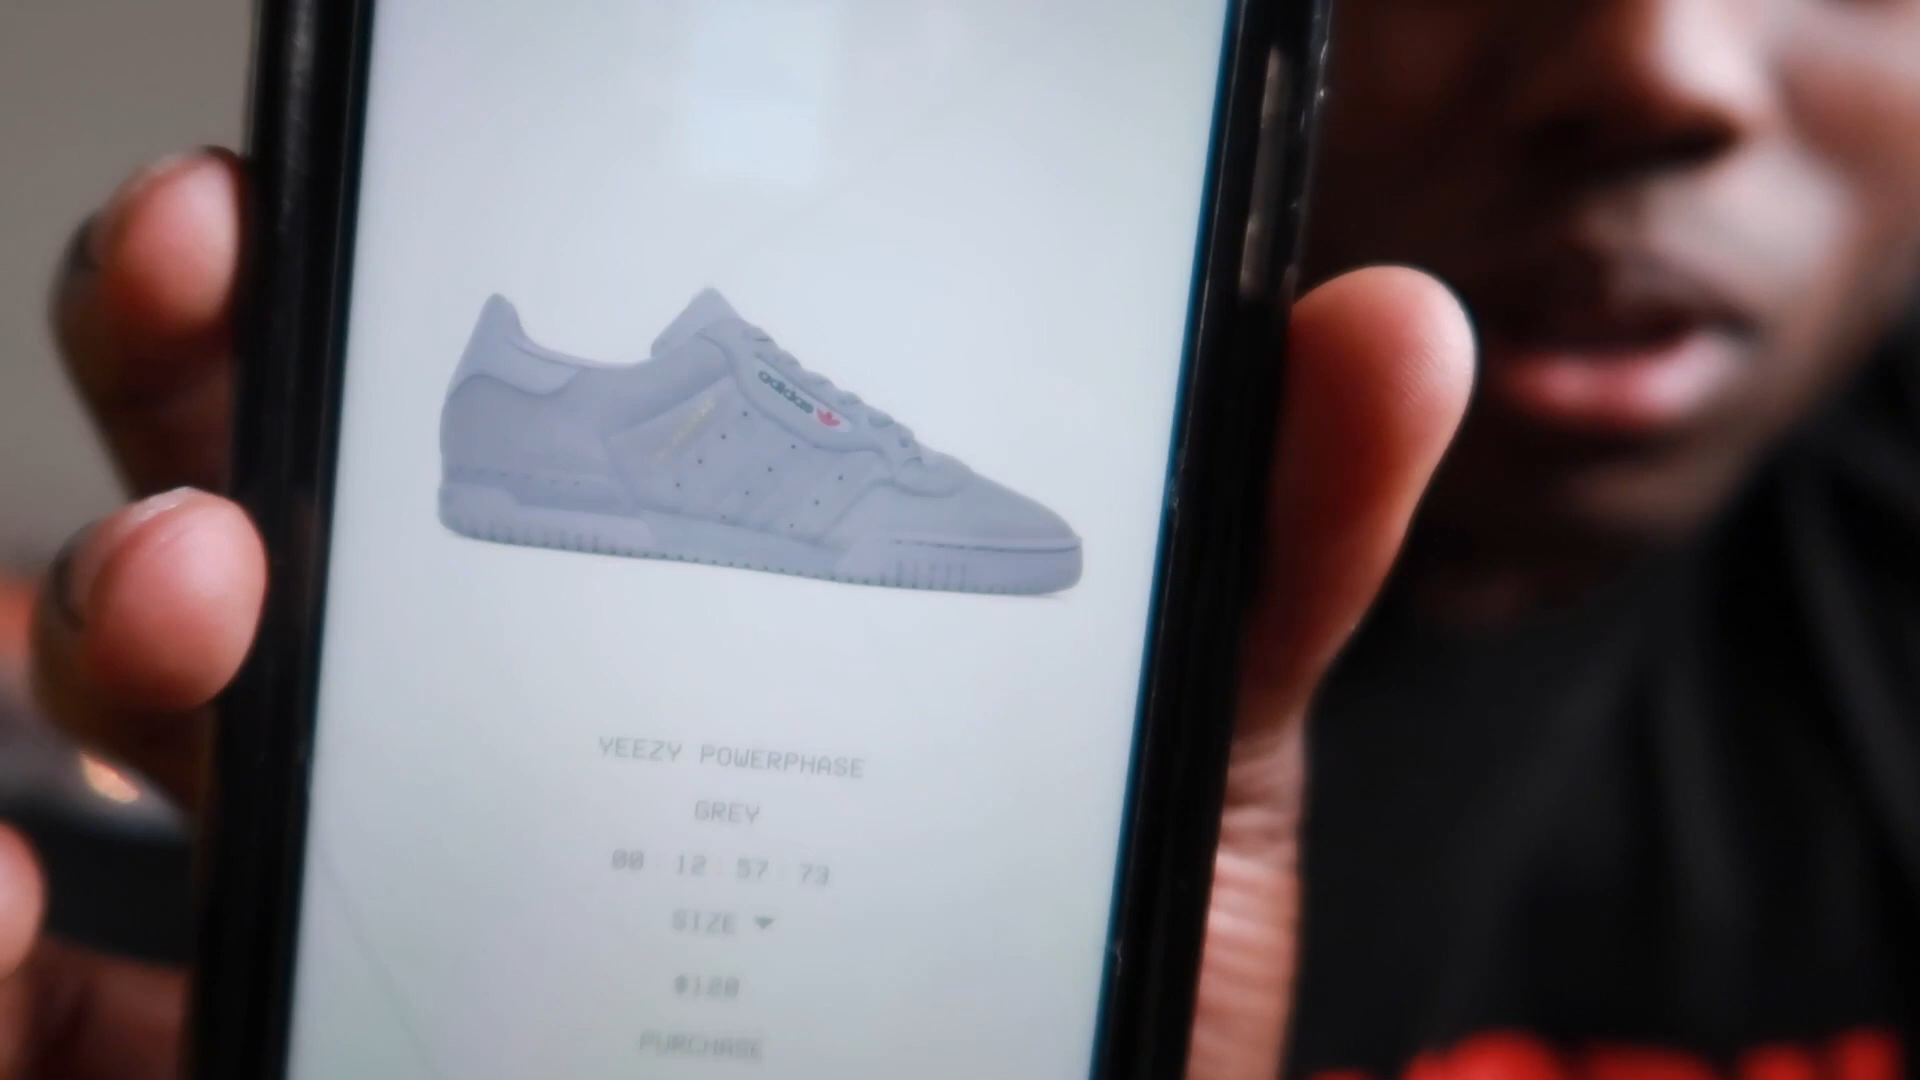 adidas
YEEZY POWERPHASE
GREY
00 : 12 : 57 : 73
SIZE
$120
PURCHASE